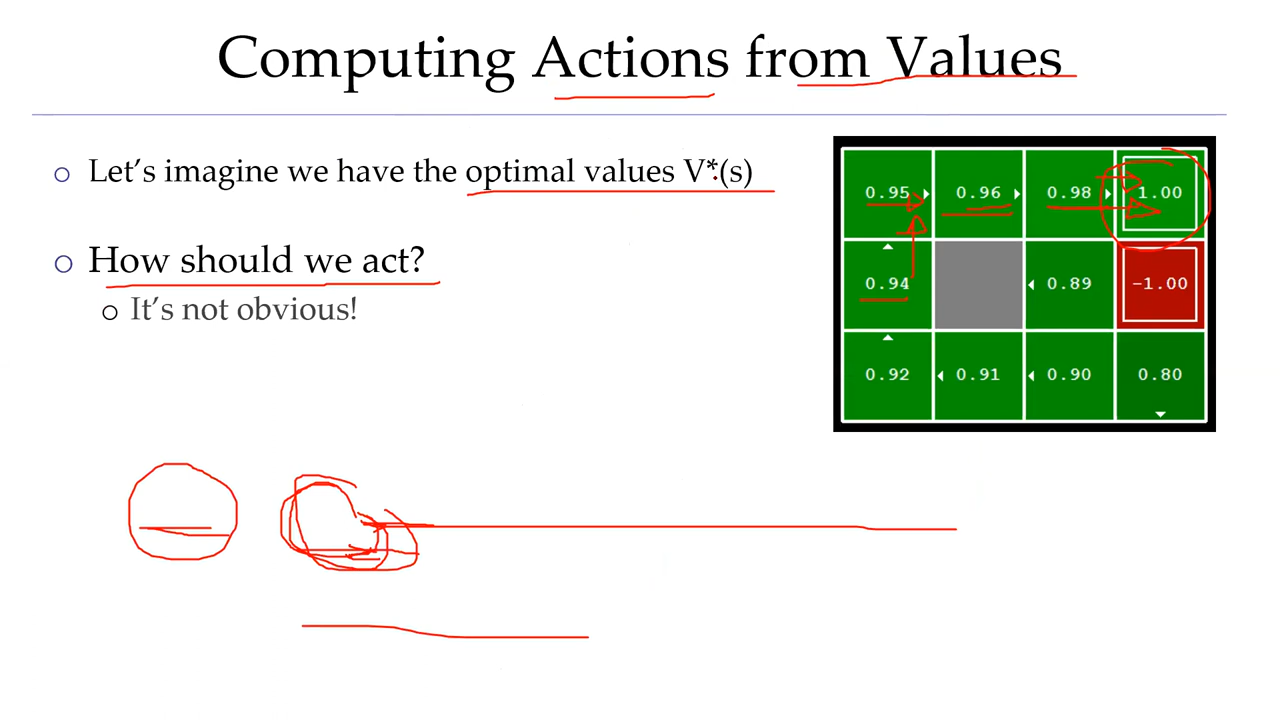 Computing Actions from Values
o Let's imagine we have the optimal values V*(s)
o How should we act?
o It's not obvious!
0.95 0.96 0.98 1.00
0.94 0.89 -1.00
0.92 0.91 0.90 0.80